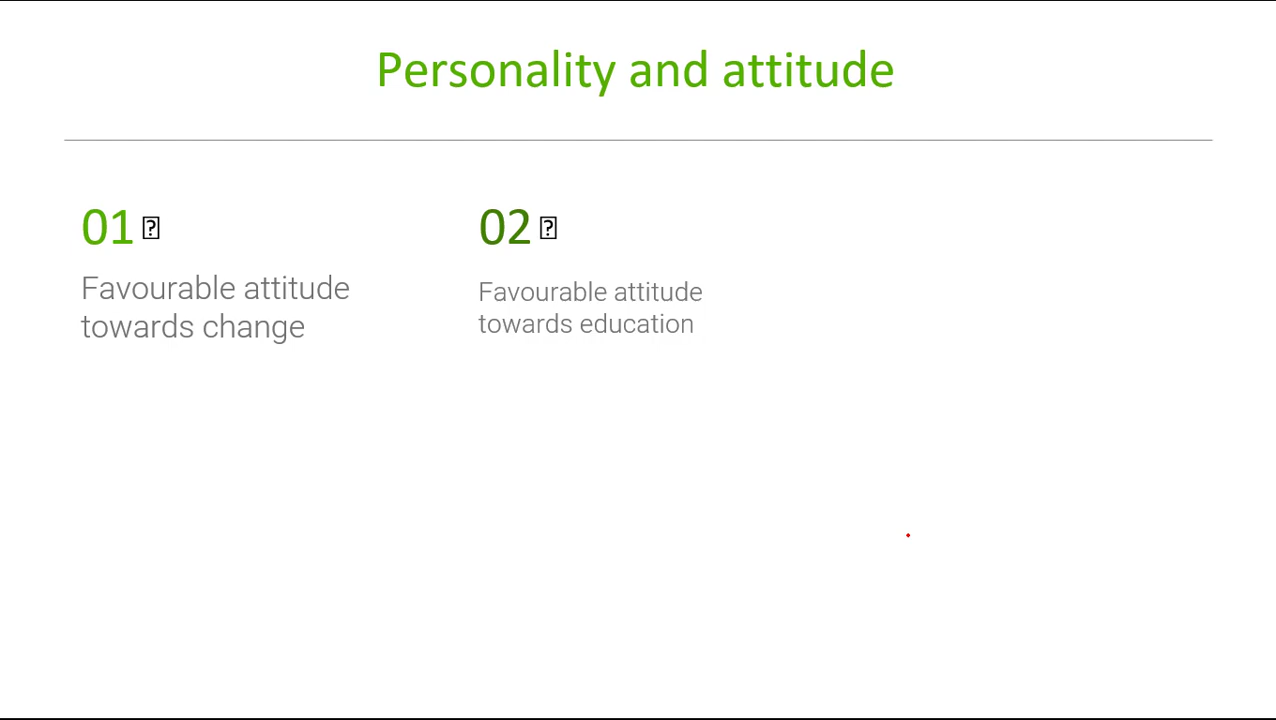 Personality and attitude
01
Favourable attitude
towards change
02
Favourable attitude
towards education